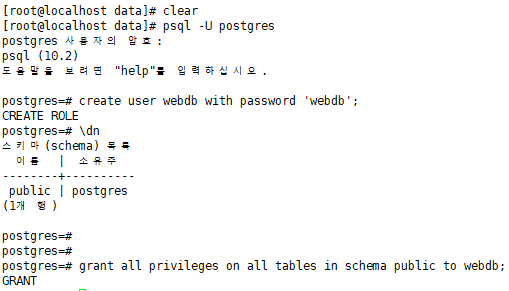 [root@localhost data]# clear
[root@localhost data]# psql -U postgres
postgres 사용자의 암호:
psql (10.2)
도움말을 보려면 "help"를 입력하십시오.
postgres=# create user webdb with password 'webdb';
CREATE ROLE
postgres=# \dn
스키마(schema) 목록
이름 | 소유주
--------+----------
public | postgres
(1개 행)
postgres=#
postgres=#
postgres=# grant all privileges on all tables in schema public to webdb;
GRANT